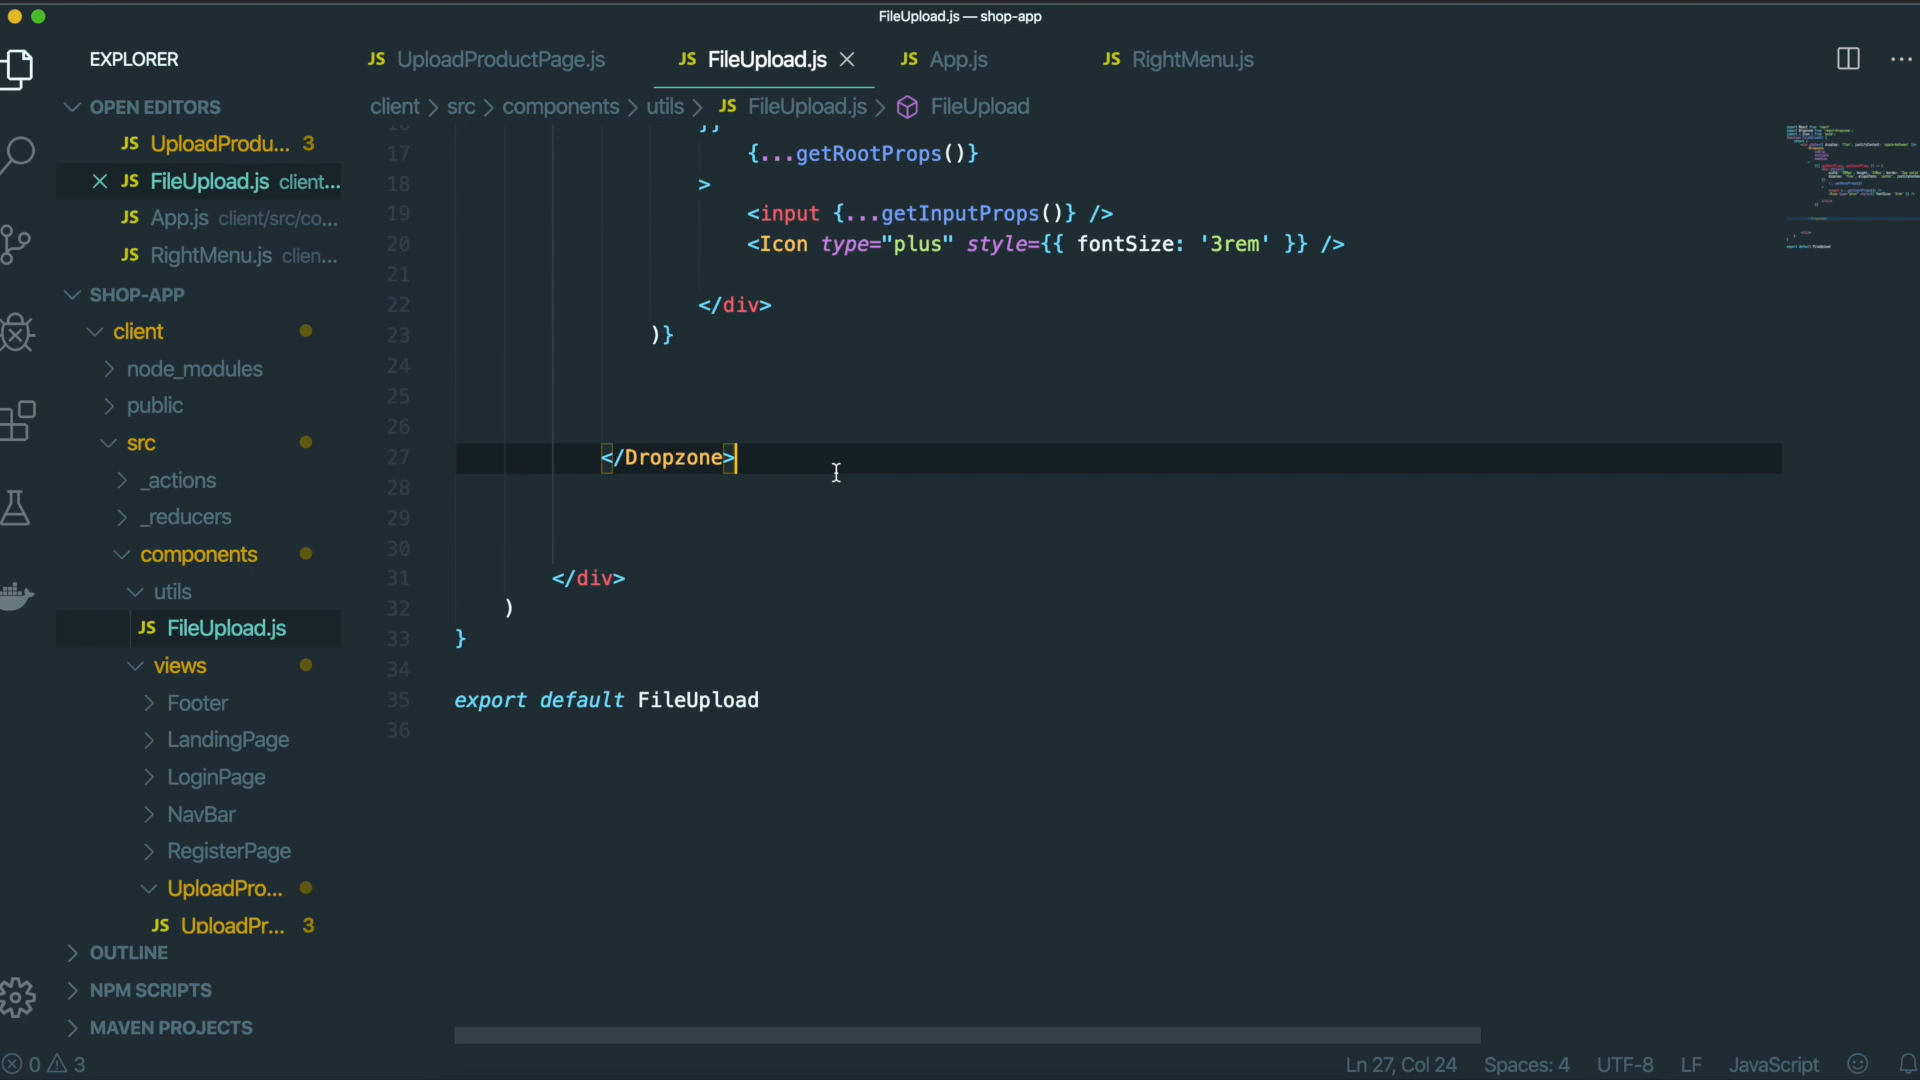 FileUpload.js — shop-app
EXPLORER
JS UploadProductPage.js
JS FileUpload.js
JS App.js
JS RightMenu.js
OPEN EDITORS
JS UploadProdu... 3
JS FileUpload.js client...
JS App.js client/src/co...
JS RightMenu.js clien...
SHOP-APP
client
node_modules
public
src
_actions
_reducers
components
utils
JS FileUpload.js
views
Footer
LandingPage
LoginPage
NavBar
RegisterPage
UploadPro...
JS UploadPr... 3
OUTLINE
NPM SCRIPTS
MAVEN PROJECTS
client > src > components > utils > JS FileUpload.js > FileUpload
16 }}
17 {...getRootProps()}
18 >
19 <input {...getInputProps()} />
20 <Icon type="plus" style={{ fontSize: '3rem' }} />
21
22 </div>
23 )}
24
25
26
27 </Dropzone>
28
29
30
31 </div>
32 )
33 }
34
35 export default FileUpload
36
0 3
Ln 27, Col 24 Spaces: 4 UTF-8 LF JavaScript